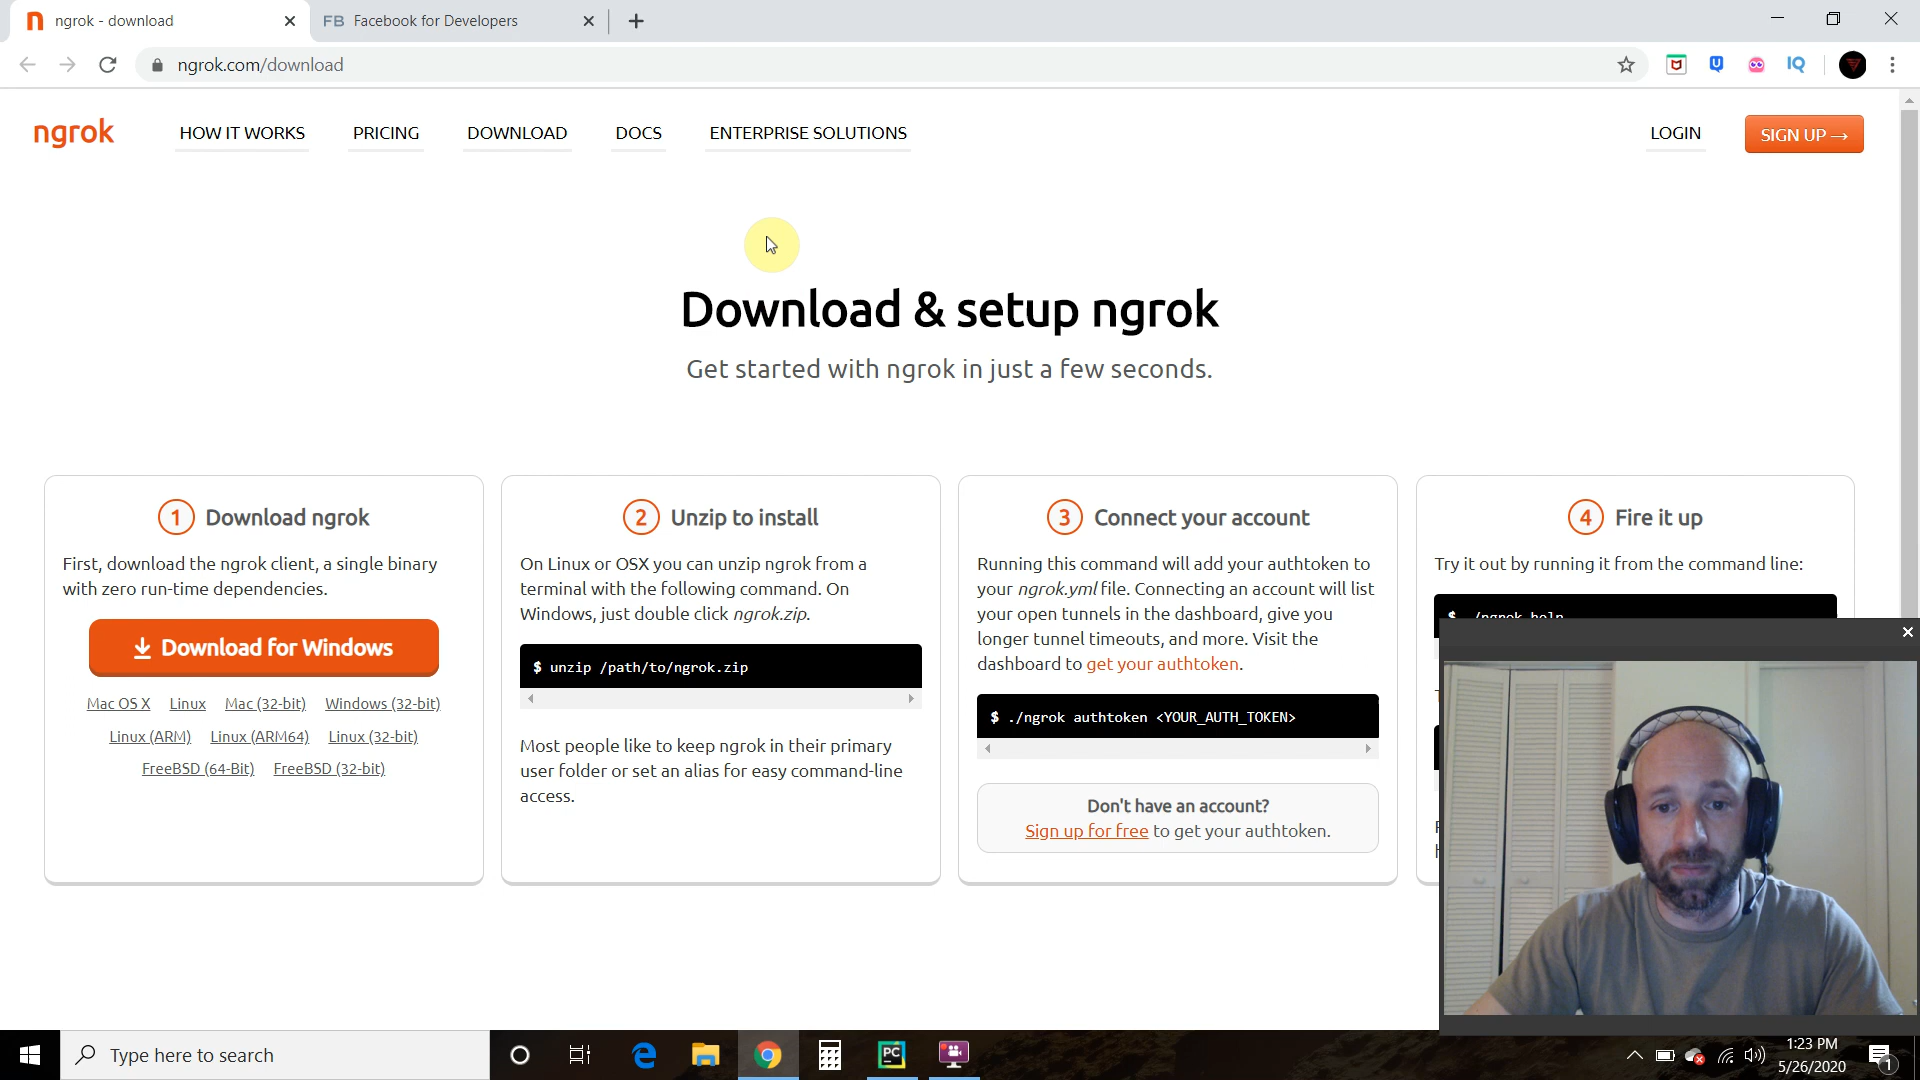 ngrok - download
FB Facebook for Developers
ngrok.com/download
IQ
ngrok
HOW IT WORKS
PRICING
DOWNLOAD
DOCS
ENTERPRISE SOLUTIONS
LOGIN
SIGN UP →
Download & setup ngrok
Get started with ngrok in just a few seconds.
1 Download ngrok
First, download the ngrok client, a single binary
with zero run-time dependencies.
Download for Windows
Mac OS X Linux Mac (32-bit) Windows (32-bit)
Linux (ARM) Linux (ARM64) Linux (32-bit)
FreeBSD (64-Bit) FreeBSD (32-bit)
2 Unzip to install
On Linux or OSX you can unzip ngrok from a
terminal with the following command. On
Windows, just double click ngrok.zip.
$ unzip /path/to/ngrok.zip
Most people like to keep ngrok in their primary
user folder or set an alias for easy command-line
access.
3 Connect your account
Running this command will add your authtoken to
your ngrok.yml file. Connecting an account will list
your open tunnels in the dashboard, give you
longer tunnel timeouts, and more. Visit the
dashboard to get your authtoken.
$ ./ngrok authtoken <YOUR_AUTH_TOKEN>
Don't have an account?
Sign up for free to get your authtoken.
4 Fire it up
Try it out by running it from the command line:
$ ./ngrok help
Type here to search
PC
1:23 PM
5/26/2020
1